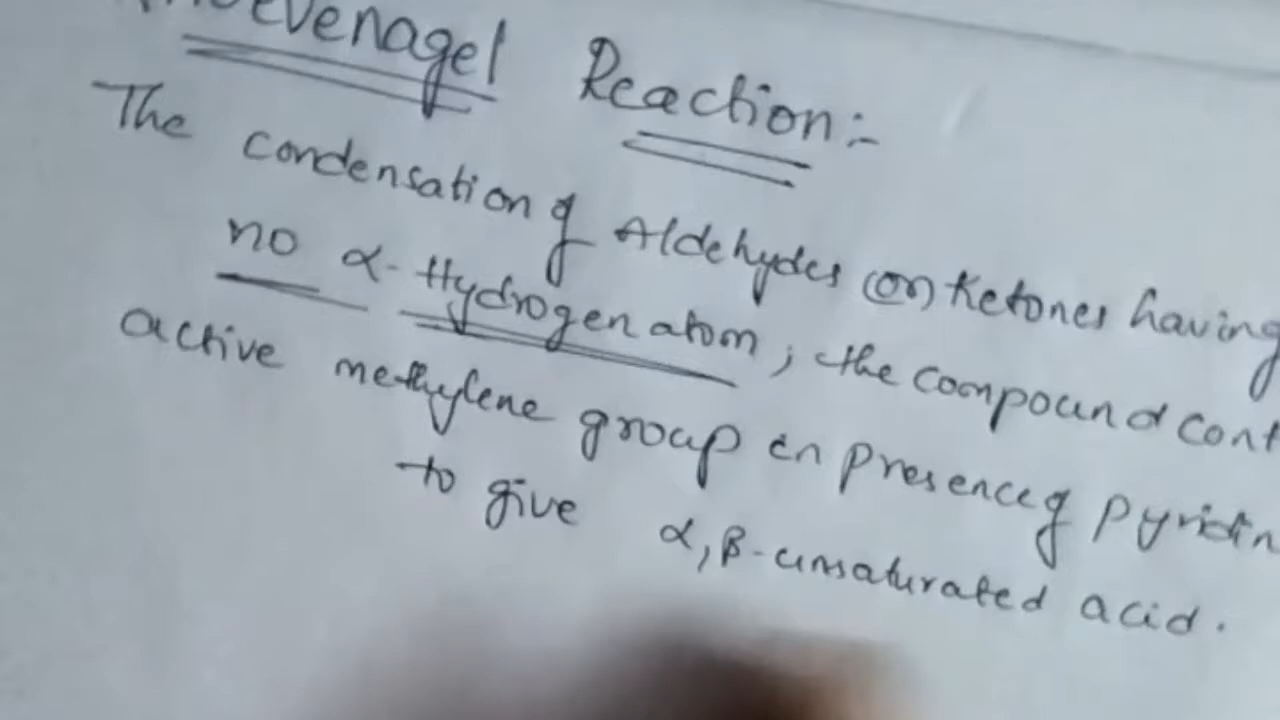 Knoevenagel Reaction:-
The condensation of Aldehydes (or) Ketones having
no α-Hydrogen atom, the compound cont
active methylene group in presence of pyridin
to give α,β-unsaturated acid.